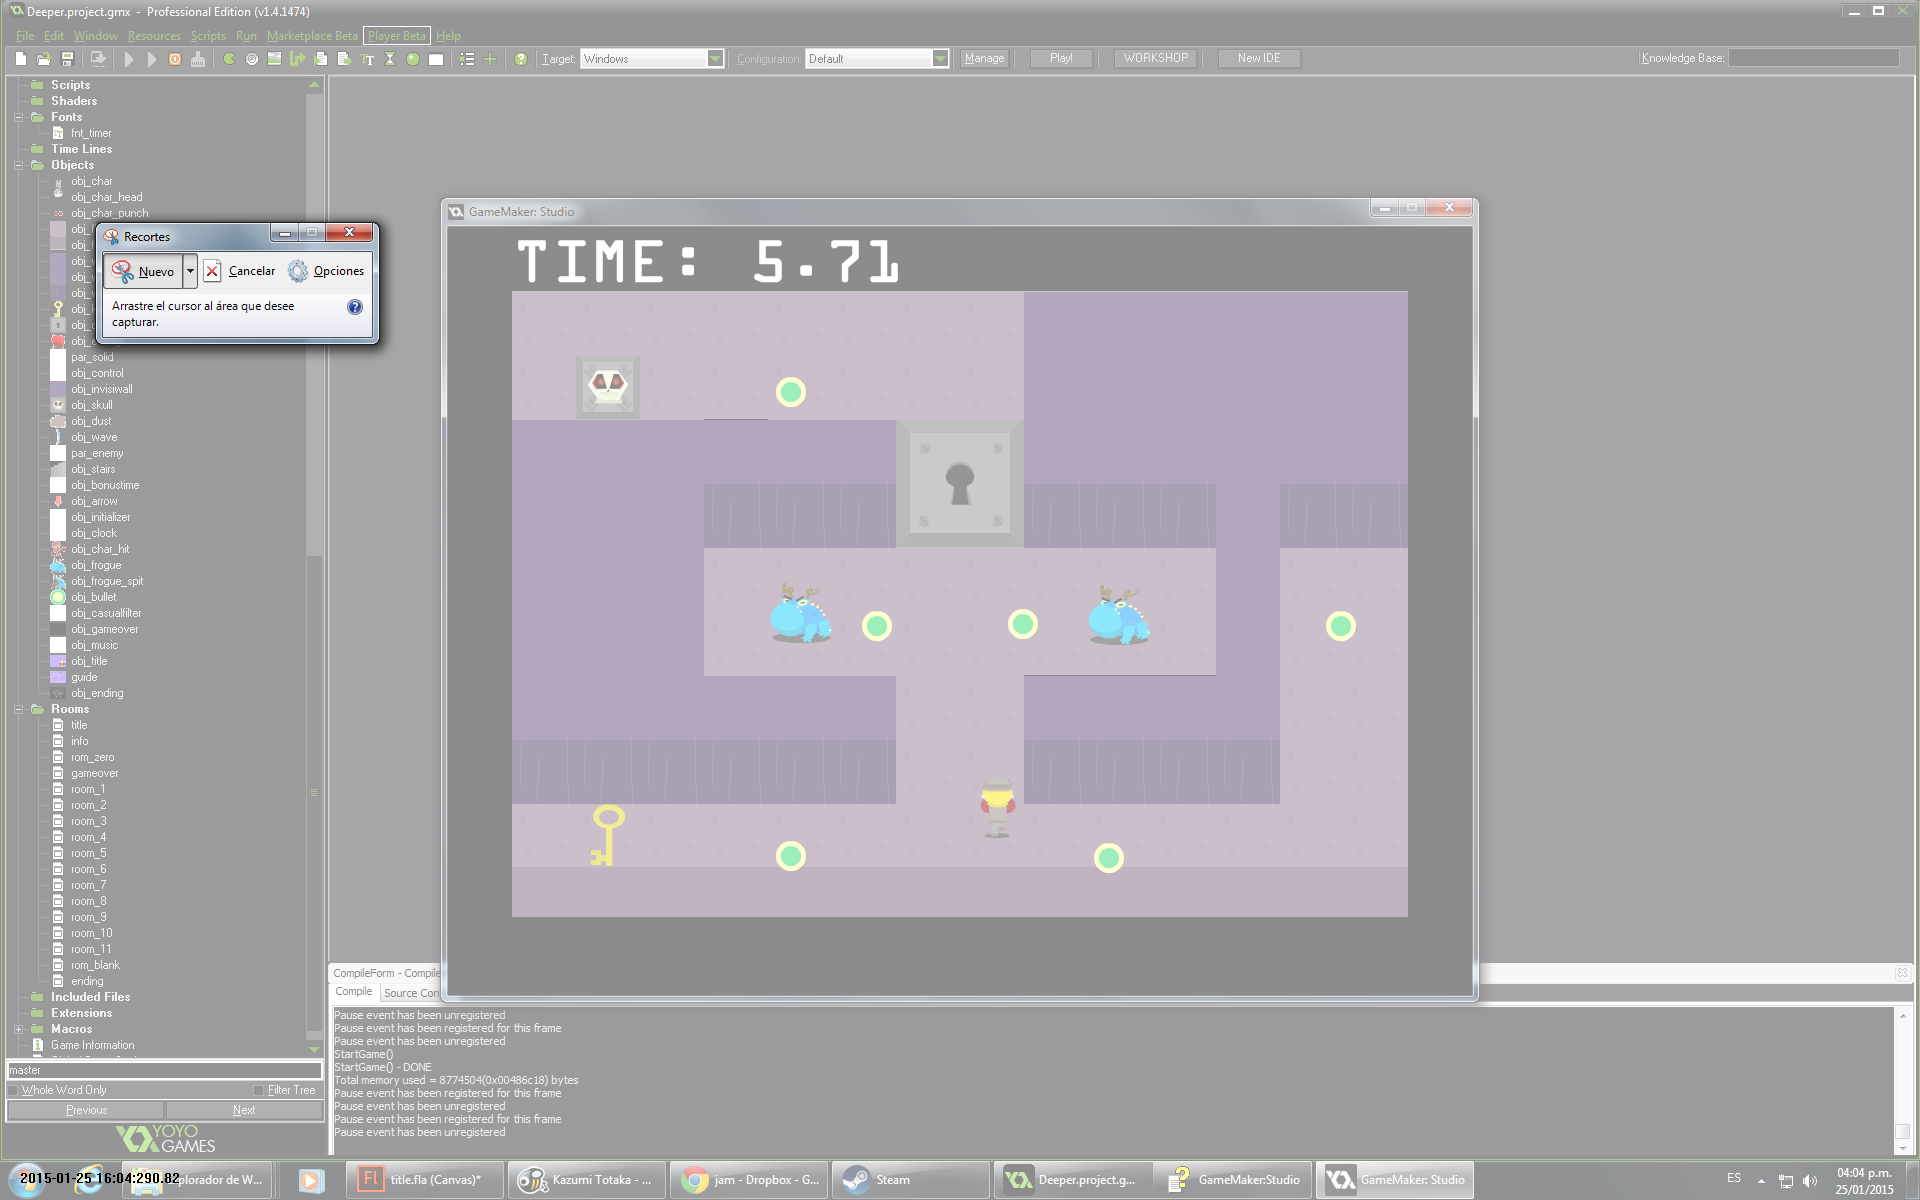 Deeper.project.gmx - Professional Edition (v1.4.1474)
File Edit Window Resources Scripts Run Marketplace Beta Player Beta Help
Target: Windows Configuration: Default Manage Play! WORKSHOP New IDE Knowledge Base:
Scripts
Shaders
Fonts
fnt_timer
Time Lines
Objects
obj_char
obj_char_head
obj_char_punch
par_solid
obj_control
obj_invisiwall
obj_skull
obj_dust
obj_wave
par_enemy
obj_stairs
obj_bonustime
obj_arrow
obj_initializer
obj_clock
obj_char_hit
obj_frogue
obj_frogue_spit
obj_bullet
obj_casualfilter
obj_gameover
obj_music
obj_title
guide
obj_ending
Rooms
title
info
rom_zero
gameover
room_1
room_2
room_3
room_4
room_5
room_6
room_7
room_8
room_9
room_10
room_11
rom_blank
ending
Included Files
Extensions
Macros
Game Information
master
Whole Word Only Filter Tree
Previous Next
YOYO
GAMES
Recortes
Nuevo Cancelar Opciones
Arrastre el cursor al área que desee
capturar.
GameMaker: Studio
TIME: 5.71
CompileForm - Compile
Compile Source Con
Pause event has been unregistered
Pause event has been registered for this frame
Pause event has been unregistered
StartGame()
StartGame() - DONE
Total memory used = 8774504(0x00486c18) bytes
Pause event has been registered for this frame
Pause event has been unregistered
Pause event has been registered for this frame
Pause event has been unregistered
2015-01-25 16:04:290.82
plorador de W...
Fl title.fla (Canvas)*
Kazumi Totaka - ...
jam - Dropbox - G...
Steam
Deeper.project.g...
GameMaker:Studio
GameMaker: Studio
ES
04:04 p.m.
25/01/2015